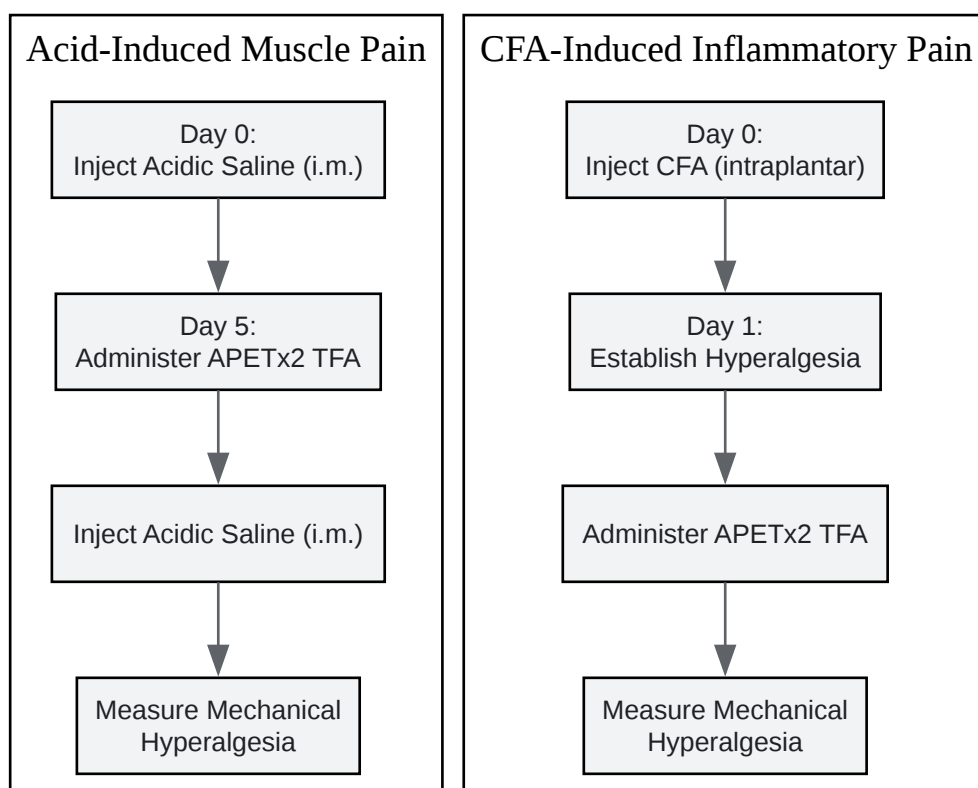 Acid-Induced Muscle Pain
Day 0:
Inject Acidic Saline (i.m.)
Day 5:
Administer APETx2 TFA
Inject Acidic Saline (i.m.)
Measure Mechanical
Hyperalgesia
CFA-Induced Inflammatory Pain
Day 0:
Inject CFA (intraplantar)
Day 1:
Establish Hyperalgesia
Administer APETx2 TFA
Measure Mechanical
Hyperalgesia